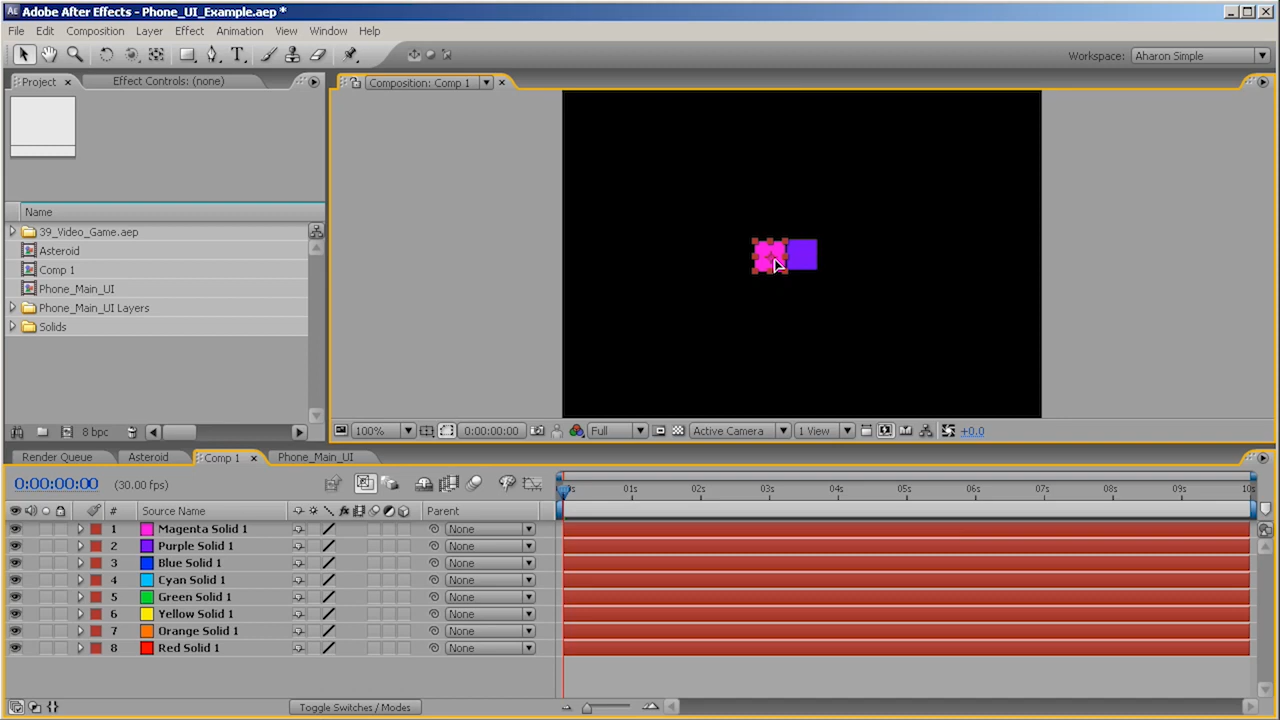 Adobe After Effects - Phone_UI_Example.aep *
File Edit Composition Layer Effect Animation View Window Help
Workspace: Aharon Simple
Project × Effect Controls: (none)
Composition: Comp 1
Name
39_Video_Game.aep
Asteroid
Comp 1
Phone_Main_UI
Phone_Main_UI Layers
Solids
8 bpc
100% 0:00:00:00 Full Active Camera 1 View +0.0
Render Queue Asteroid Comp 1 × Phone_Main_UI
0:00:00:00 (30.00 fps)
01s 02s 03s 04s 05s 06s 07s 08s 09s
# Source Name Parent
1 Magenta Solid 1 None
2 Purple Solid 1 None
3 Blue Solid 1 None
4 Cyan Solid 1 None
5 Green Solid 1 None
6 Yellow Solid 1 None
7 Orange Solid 1 None
8 Red Solid 1 None
Toggle Switches / Modes